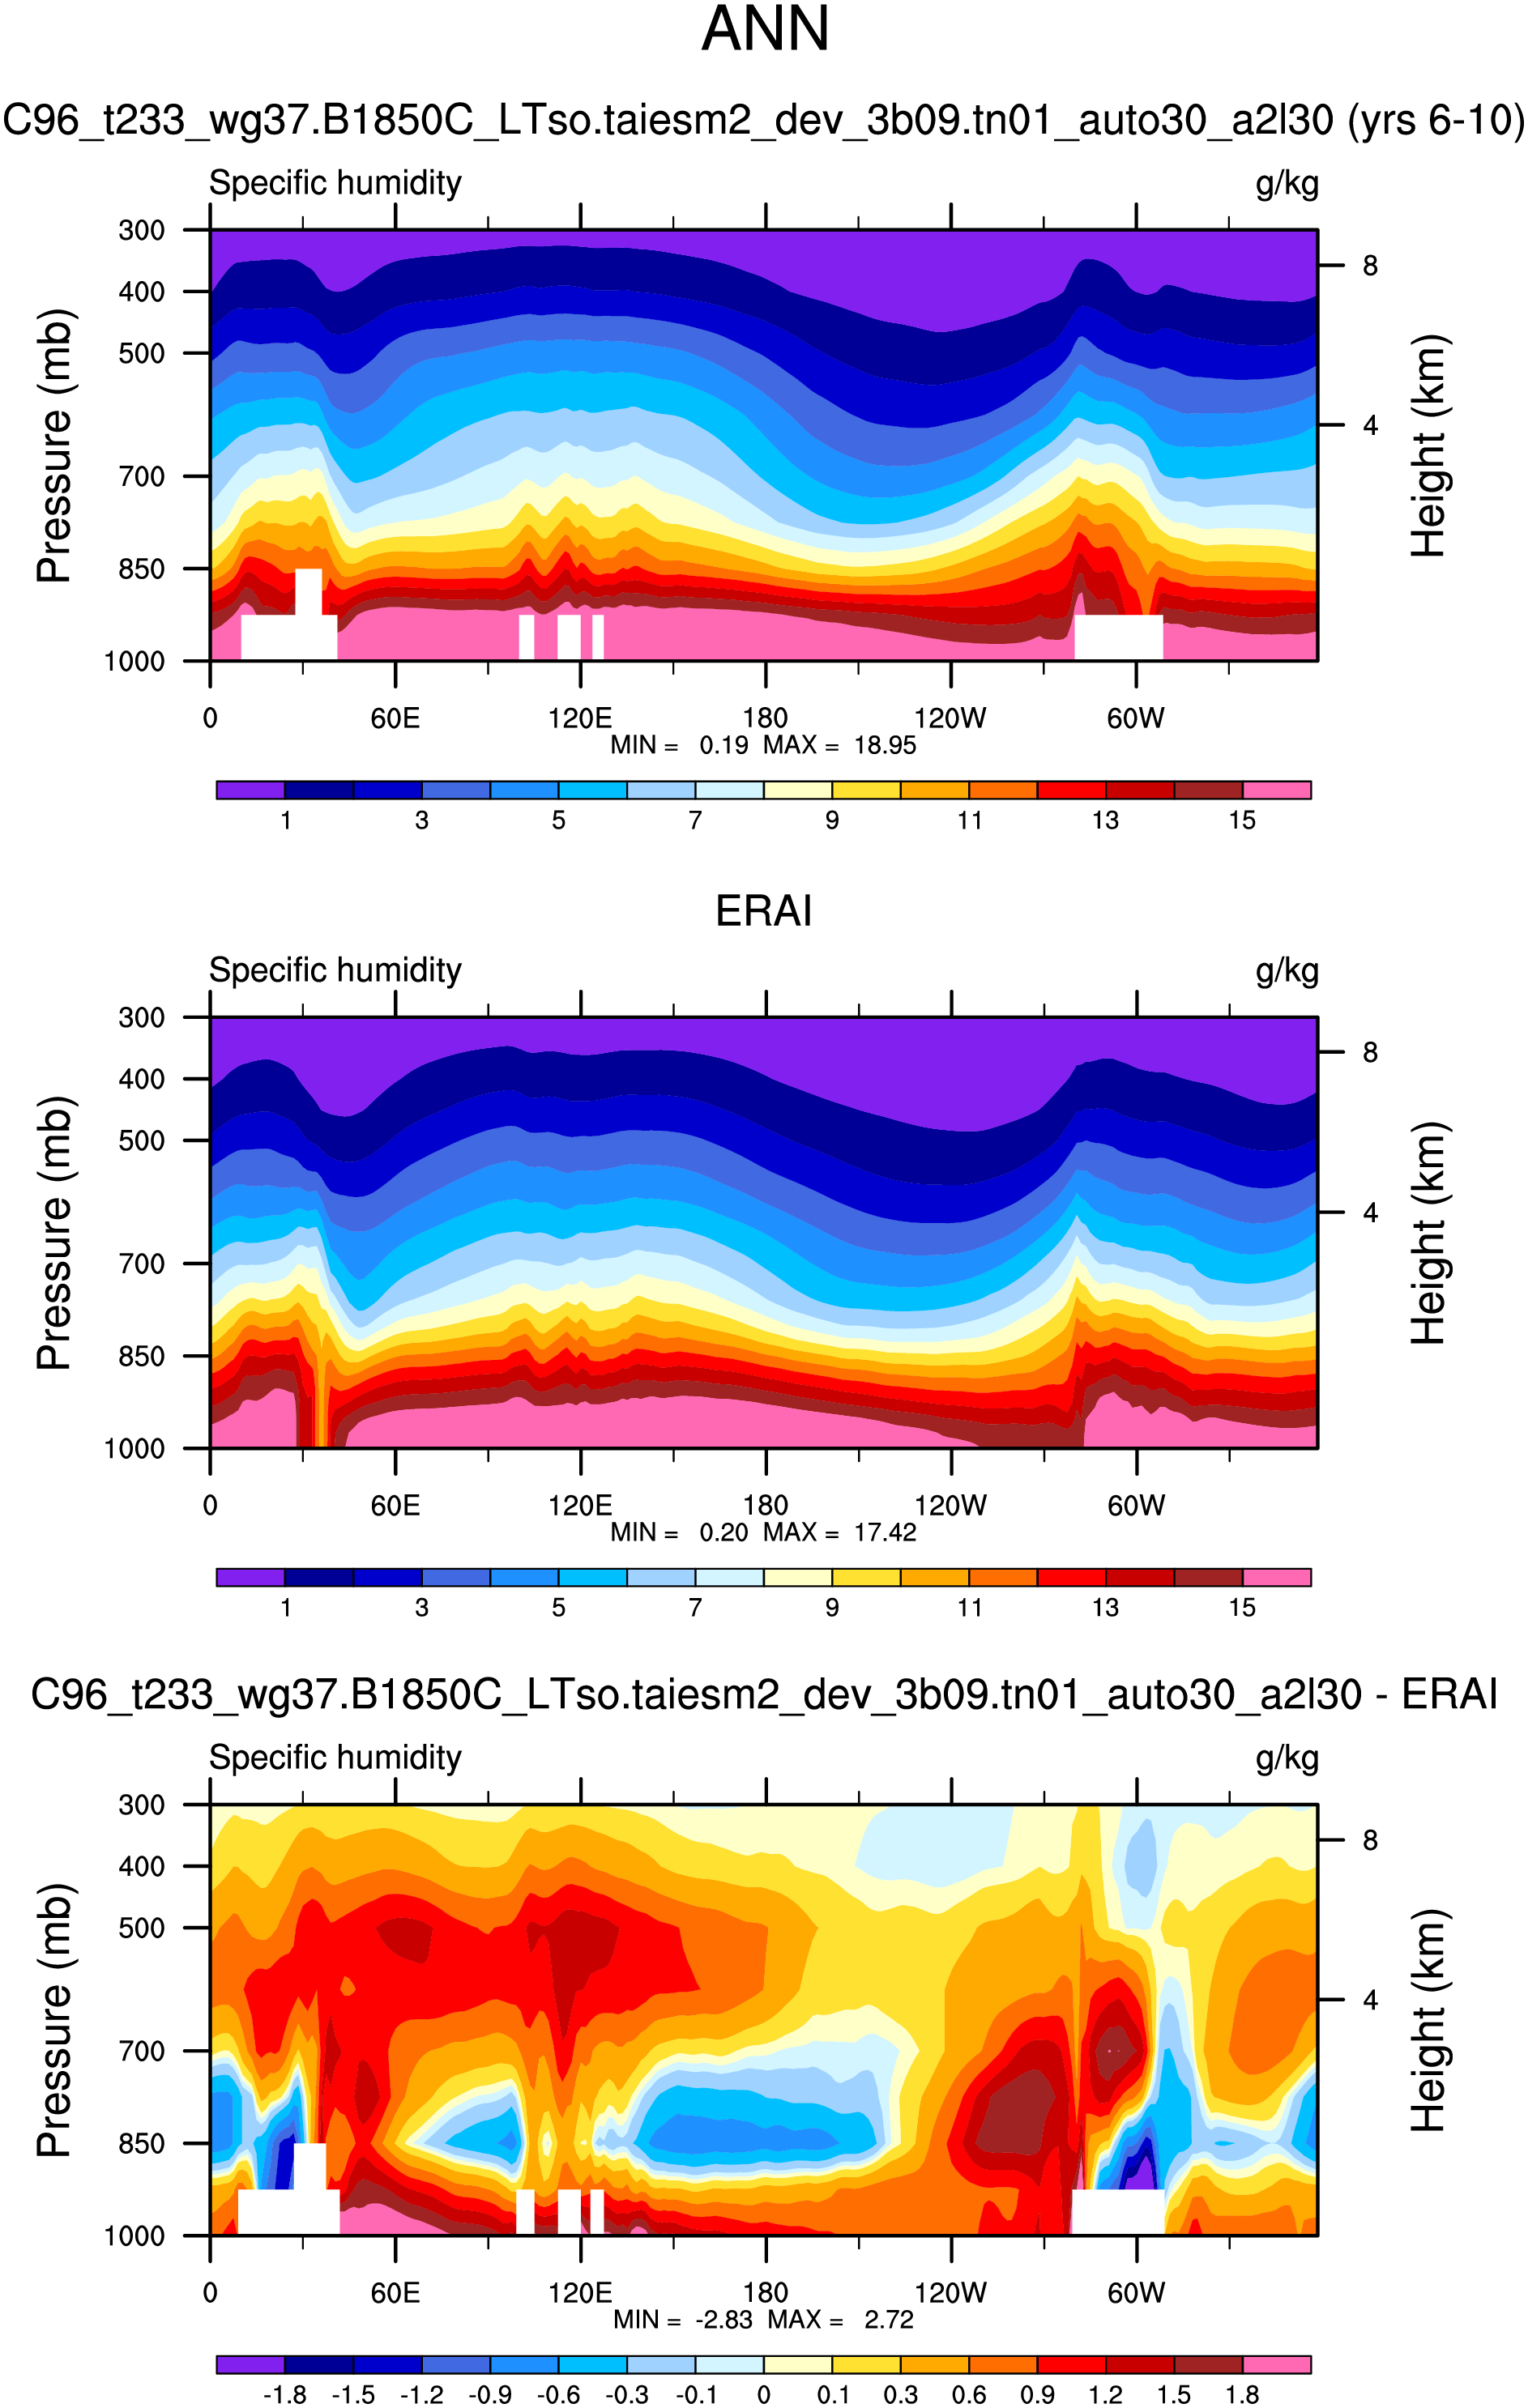 ANN
C96_t233_wg37.B1850C_LTso.taiesm2_dev_3b09.tn01_auto30_a2l30 (yrs 6-10)
Specific humidity g/kg
300
400
500
700
850
1000
Pressure (mb)
8
4
Height (km)
0 60E 120E 180 120W 60W
MIN = 0.19 MAX = 18.95
1 3 5 7 9 11 13 15
ERAI
Specific humidity g/kg
300
400
500
700
850
1000
Pressure (mb)
8
4
Height (km)
0 60E 120E 180 120W 60W
MIN = 0.20 MAX = 17.42
1 3 5 7 9 11 13 15
C96_t233_wg37.B1850C_LTso.taiesm2_dev_3b09.tn01_auto30_a2l30 - ERAI
Specific humidity g/kg
300
400
500
700
850
1000
Pressure (mb)
8
4
Height (km)
0 60E 120E 180 120W 60W
MIN = -2.83 MAX = 2.72
-1.8 -1.5 -1.2 -0.9 -0.6 -0.3 -0.1 0 0.1 0.3 0.6 0.9 1.2 1.5 1.8